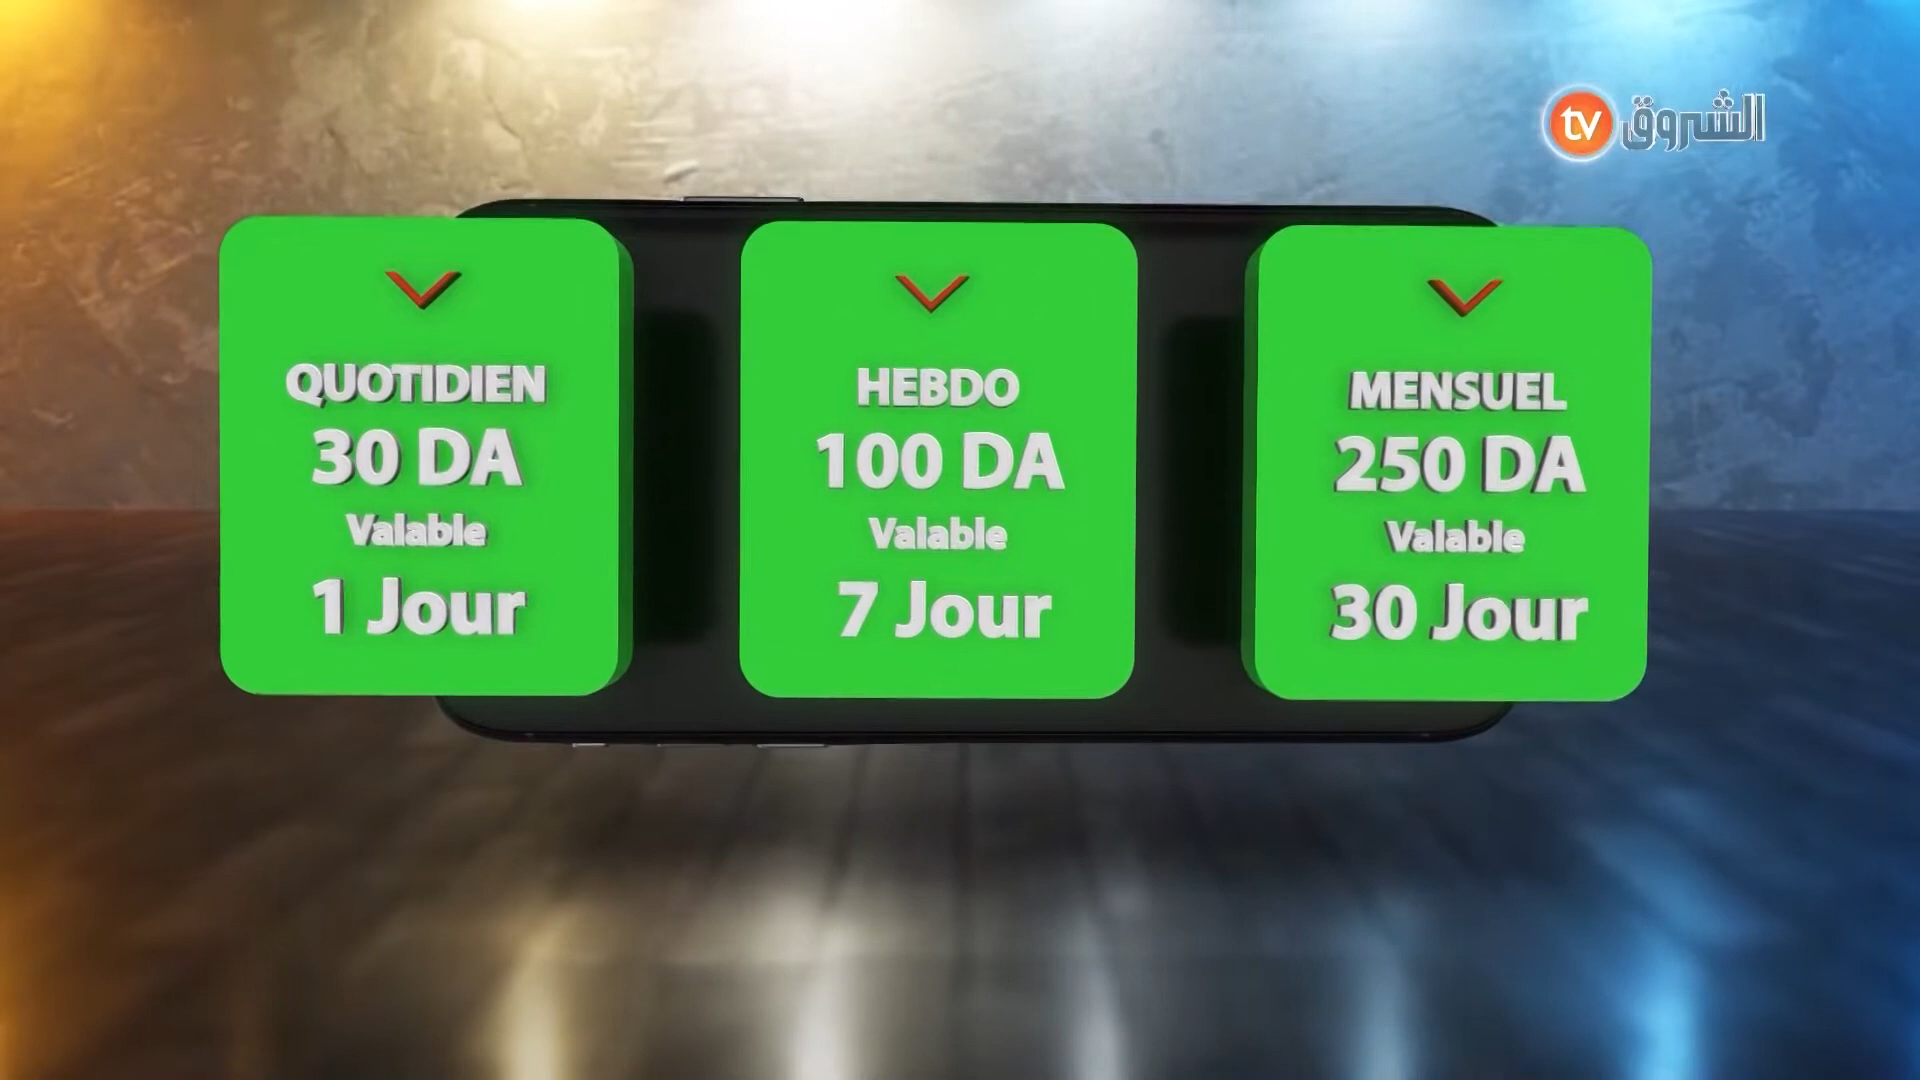 tv الشروق
QUOTIDIEN
30 DA
Valable
1 Jour
HEBDO
100 DA
Valable
7 Jour
MENSUEL
250 DA
Valable
30 Jour